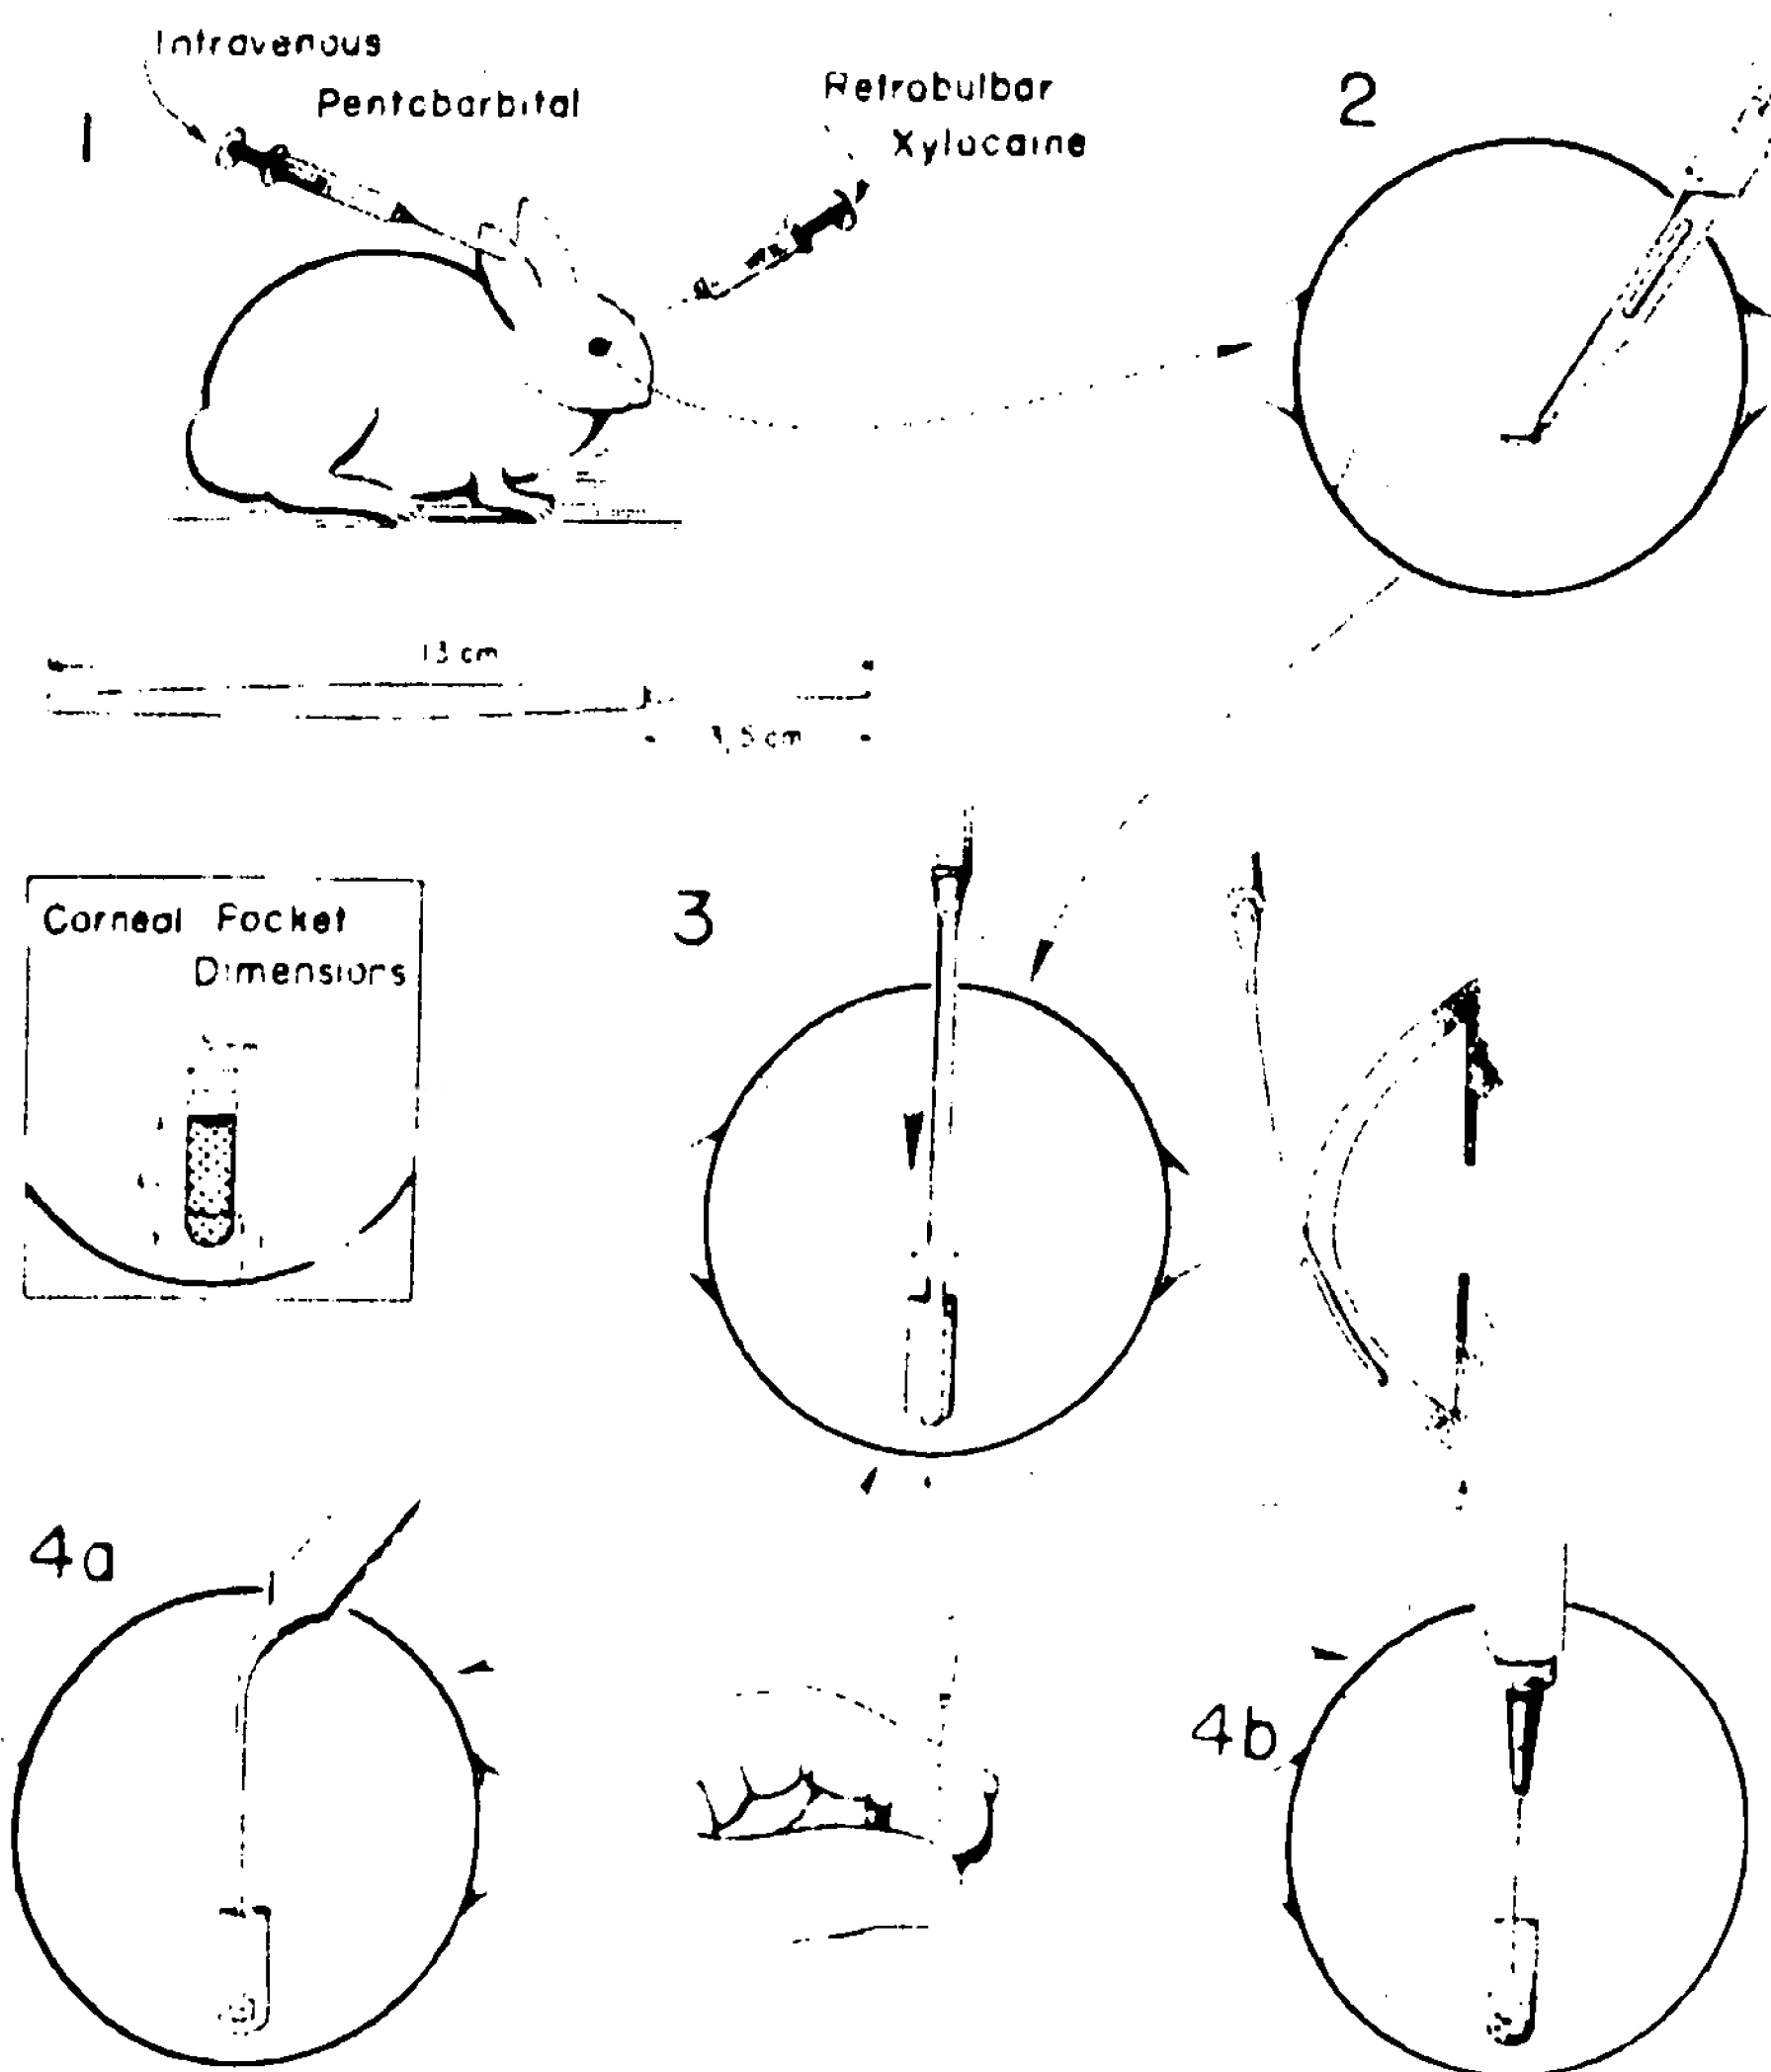 Intravenous
Pentobarbital
1
Retrobulbar
Xylocaine
2
13 cm
3,5 cm
Corneal Pocket
Dimensions
3
4a
4b